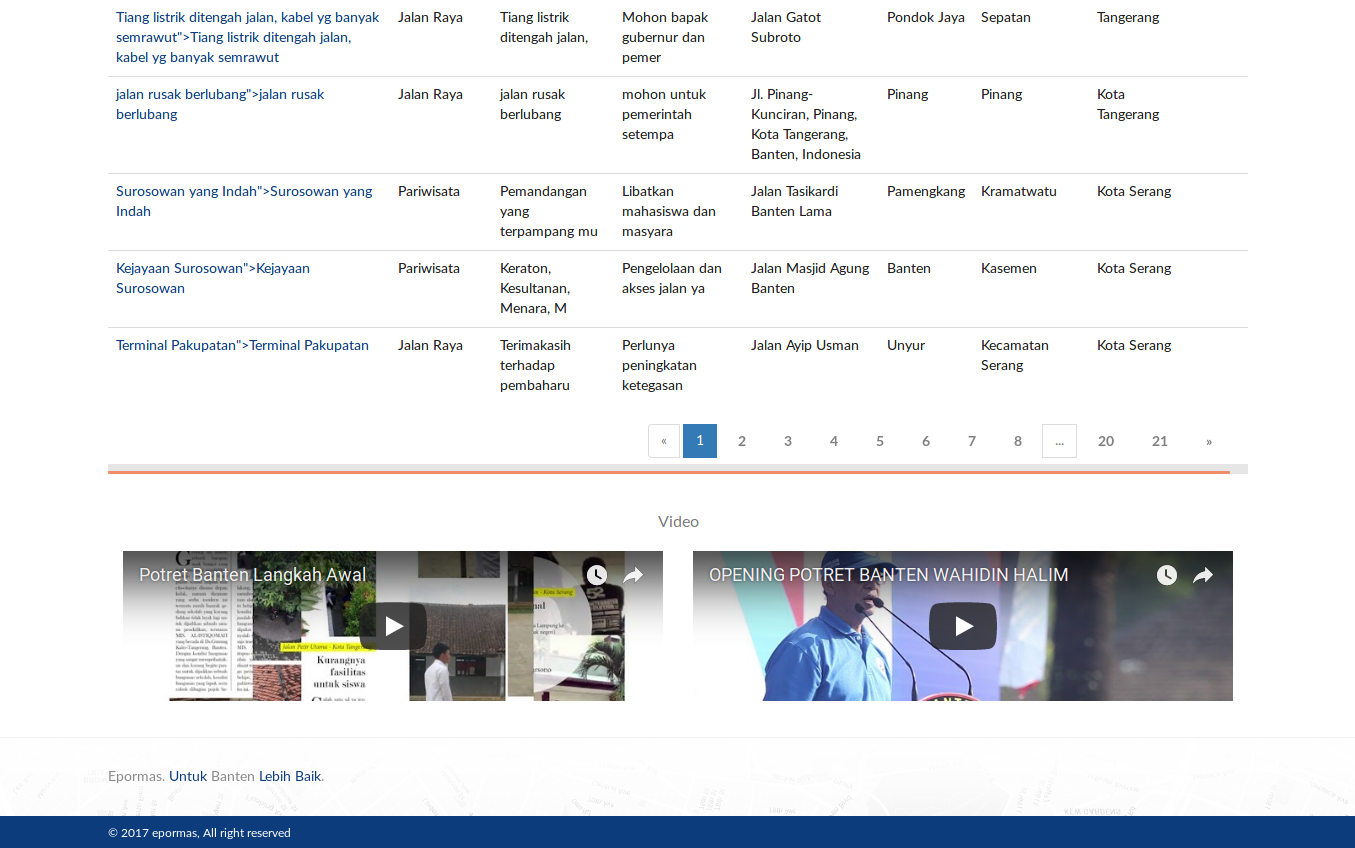 Tiang listrik ditengah jalan, kabel yg banyak semrawut">Tiang listrik ditengah jalan, kabel yg banyak semrawut Jalan Raya Tiang listrik ditengah jalan, Mohon bapak gubernur dan pemer Jalan Gatot Subroto Pondok Jaya Sepatan Tangerang
jalan rusak berlubang">jalan rusak berlubang Jalan Raya jalan rusak berlubang mohon untuk pemerintah setempa Jl. Pinang-Kunciran, Pinang, Kota Tangerang, Banten, Indonesia Pinang Pinang Kota Tangerang
Surosowan yang Indah">Surosowan yang Indah Pariwisata Pemandangan yang terpampang mu Libatkan mahasiswa dan masyara Jalan Tasikardi Banten Lama Pamengkang Kramatwatu Kota Serang
Kejayaan Surosowan">Kejayaan Surosowan Pariwisata Keraton, Kesultanan, Menara, M Pengelolaan dan akses jalan ya Jalan Masjid Agung Banten Banten Kasemen Kota Serang
Terminal Pakupatan">Terminal Pakupatan Jalan Raya Terimakasih terhadap pembaharu Perlunya peningkatan ketegasan Jalan Ayip Usman Unyur Kecamatan Serang Kota Serang
« 1 2 3 4 5 6 7 8 ... 20 21 »
Video
Potret Banten Langkah Awal
Kurangnya
fasilitas
untuk siswa
52
OPENING POTRET BANTEN WAHIDIN HALIM
Epormas. Untuk Banten Lebih Baik.
© 2017 epormas, All right reserved